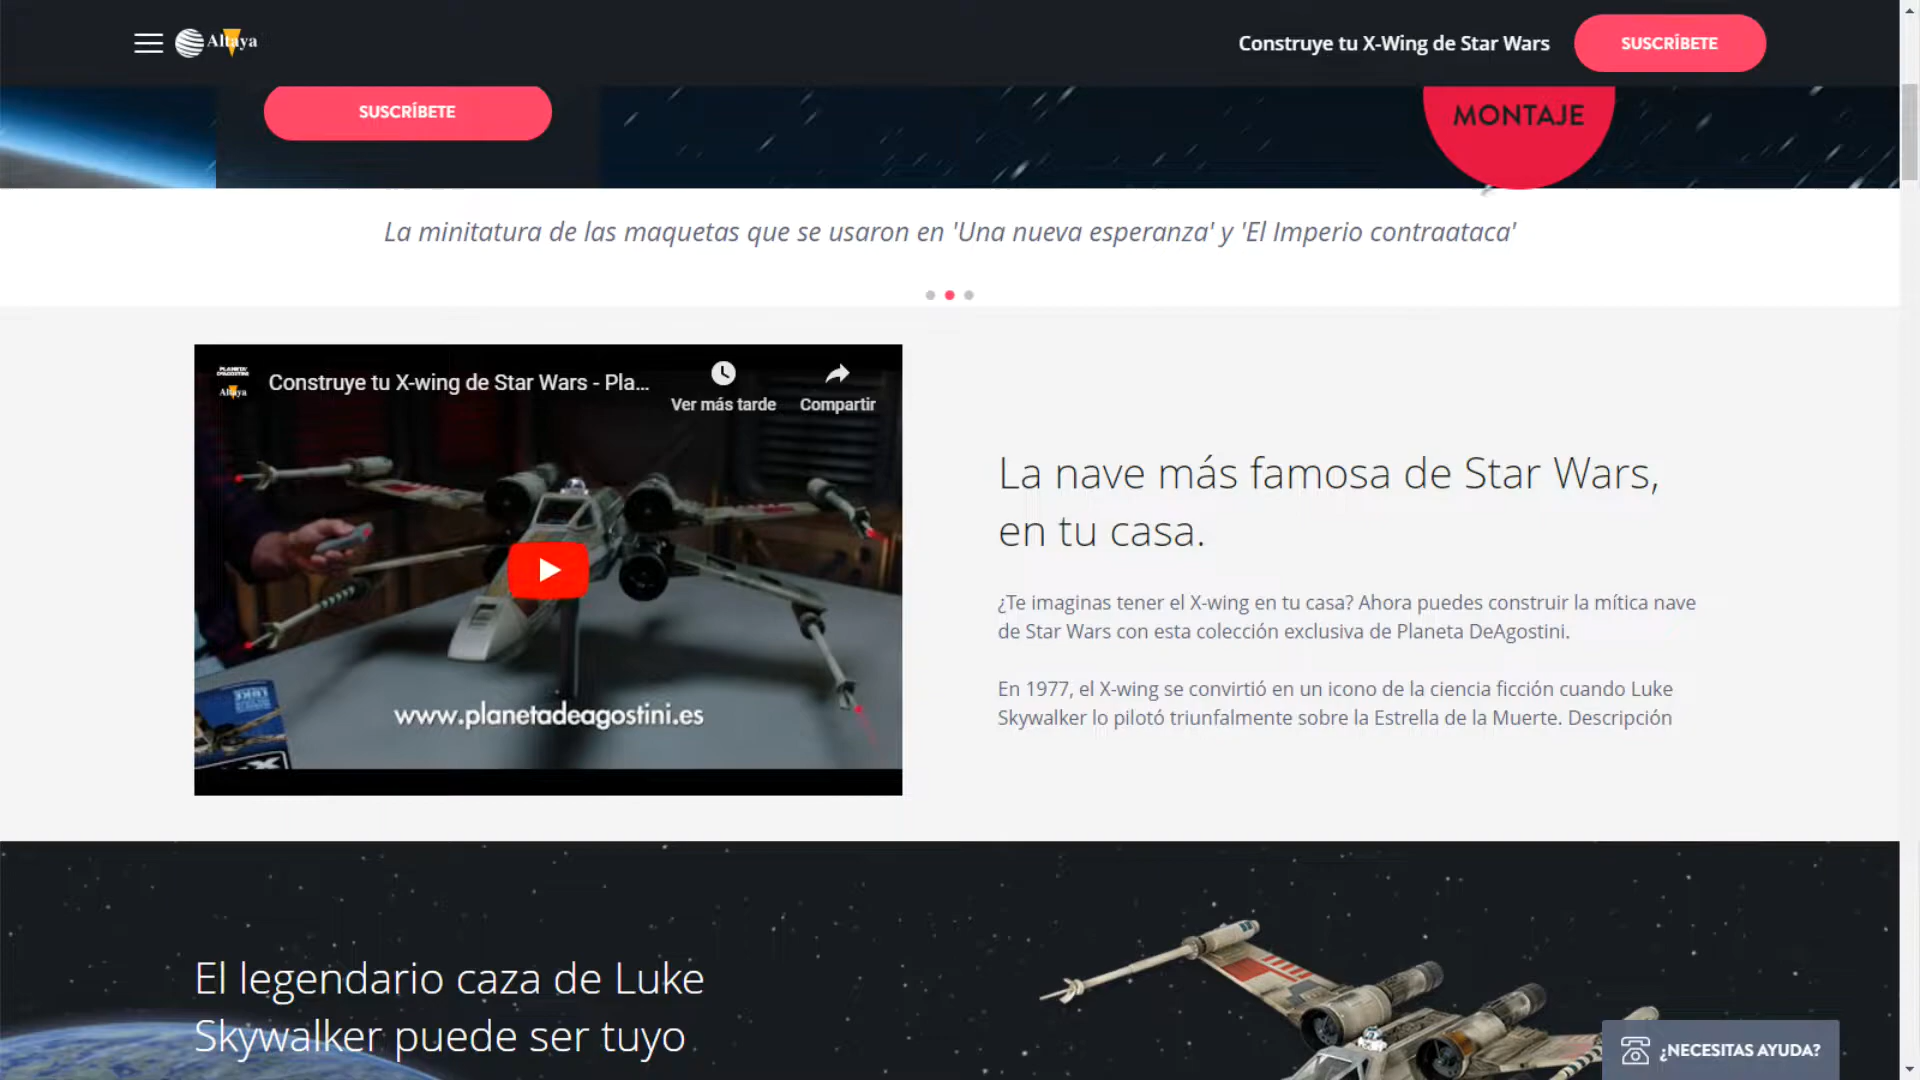 Altaya
Construye tu X-Wing de Star Wars
SUSCRÍBETE
SUSCRÍBETE
MONTAJE
La minitatura de las maquetas que se usaron en 'Una nueva esperanza' y 'El Imperio contraataca'
PLANETA DEAGOSTINI
Altaya
Construye tu X-wing de Star Wars - Pla...
Ver más tarde
Compartir
www.planetadeagostini.es
La nave más famosa de Star Wars,
en tu casa.
¿Te imaginas tener el X-wing en tu casa? Ahora puedes construir la mítica nave
de Star Wars con esta colección exclusiva de Planeta DeAgostini.
En 1977, el X-wing se convirtió en un icono de la ciencia ficción cuando Luke
Skywalker lo pilotó triunfalmente sobre la Estrella de la Muerte. Descripción
El legendario caza de Luke
Skywalker puede ser tuyo
¿NECESITAS AYUDA?